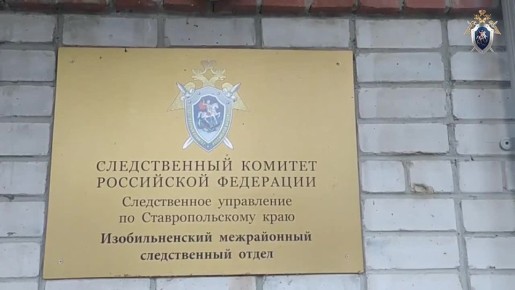 СЛЕДСТВЕННЫЙ КОМИТЕТ
РОССИЙСКОЙ ФЕДЕРАЦИИ
Следственное управление
по Ставропольскому краю
Изобильненский межрайонный
следственный отдел